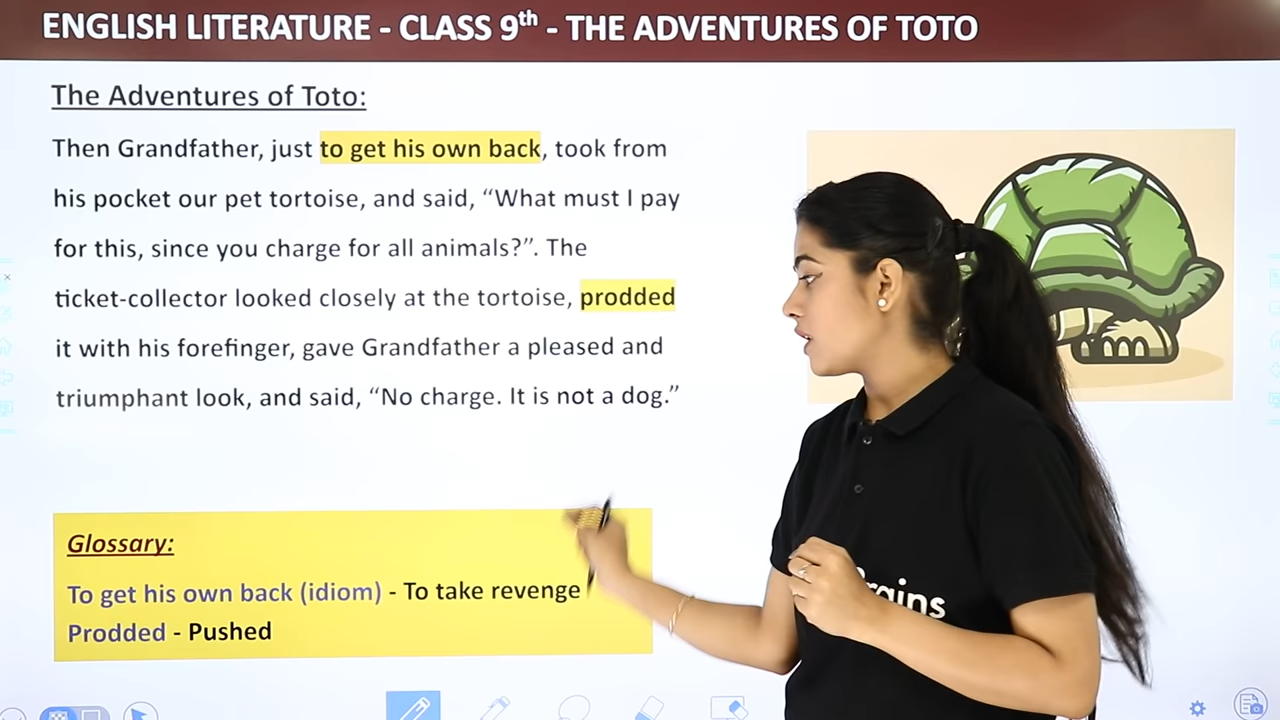 ENGLISH LITERATURE - CLASS 9th - THE ADVENTURES OF TOTO
The Adventures of Toto:
Then Grandfather, just to get his own back, took from
his pocket our pet tortoise, and said, “What must I pay
for this, since you charge for all animals?”. The
ticket-collector looked closely at the tortoise, prodded
it with his forefinger, gave Grandfather a pleased and
triumphant look, and said, “No charge. It is not a dog.”
Glossary:
To get his own back (idiom) - To take revenge
Prodded - Pushed